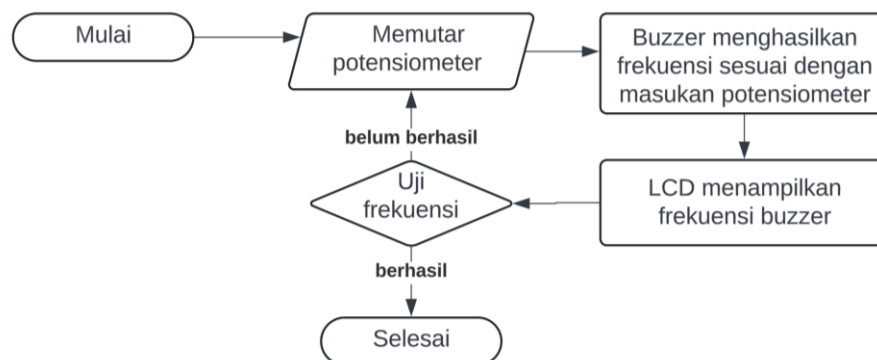 Mulai
Memutar
potensiometer
Buzzer menghasilkan
frekuensi sesuai dengan
masukan potensiometer
LCD menampilkan
frekuensi buzzer
Uji
frekuensi
belum berhasil
berhasil
Selesai